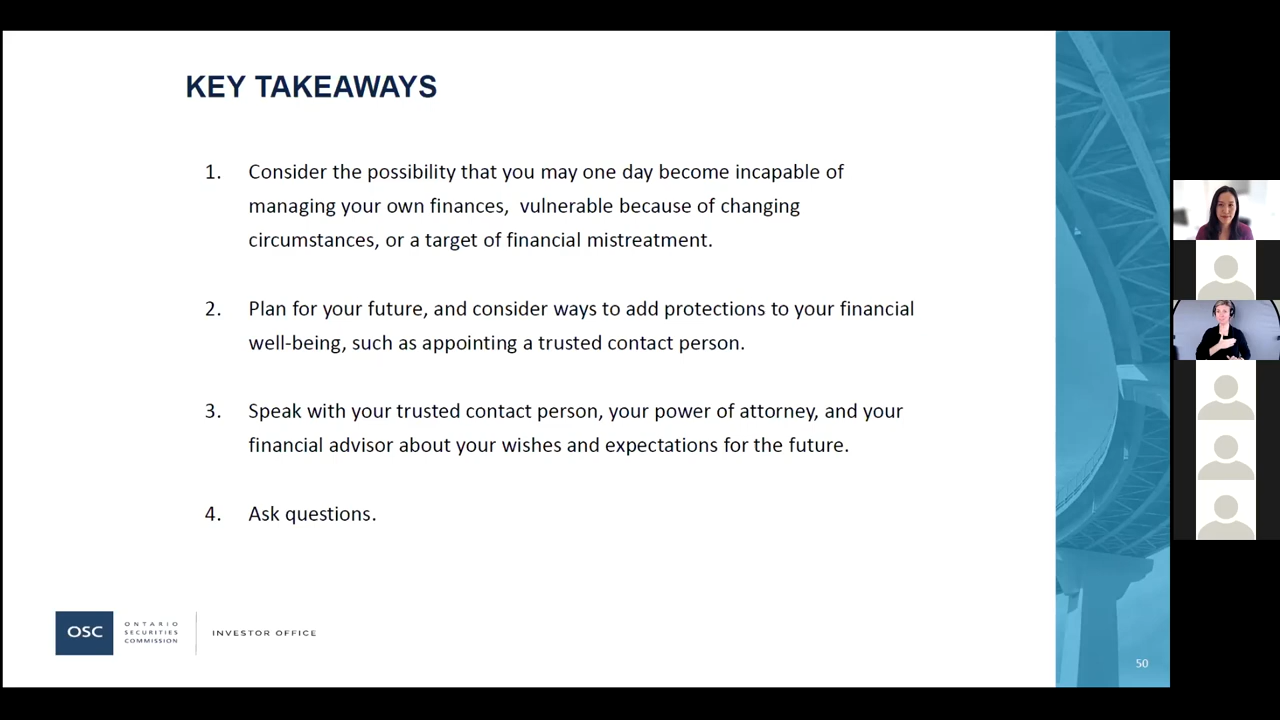 KEY TAKEAWAYS
1. Consider the possibility that you may one day become incapable of
managing your own finances,  vulnerable because of changing
circumstances, or a target of financial mistreatment.
2. Plan for your future, and consider ways to add protections to your financial
well-being, such as appointing a trusted contact person.
3. Speak with your trusted contact person, your power of attorney, and your
financial advisor about your wishes and expectations for the future.
4. Ask questions.
OSC
ONTARIO
SECURITIES
COMMISSION
INVESTOR OFFICE
50